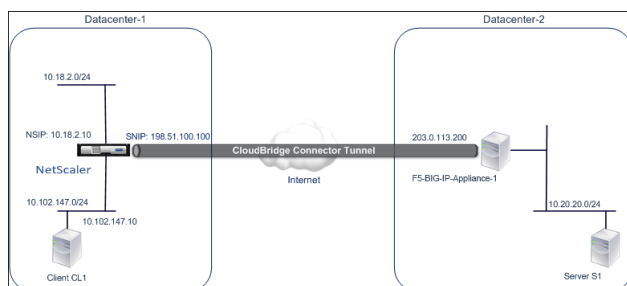 Datacenter-1
Datacenter-2
10.18.2.0/24
NSIP: 10.18.2.10
SNIP: 198.51.100.100
203.0.113.200
CloudBridge Connector Tunnel
NetScaler
Internet
F5-BIG-IP-Appliance-1
10.102.147.0/24
10.20.20.0/24
10.102.147.10
Client CL1
Server S1